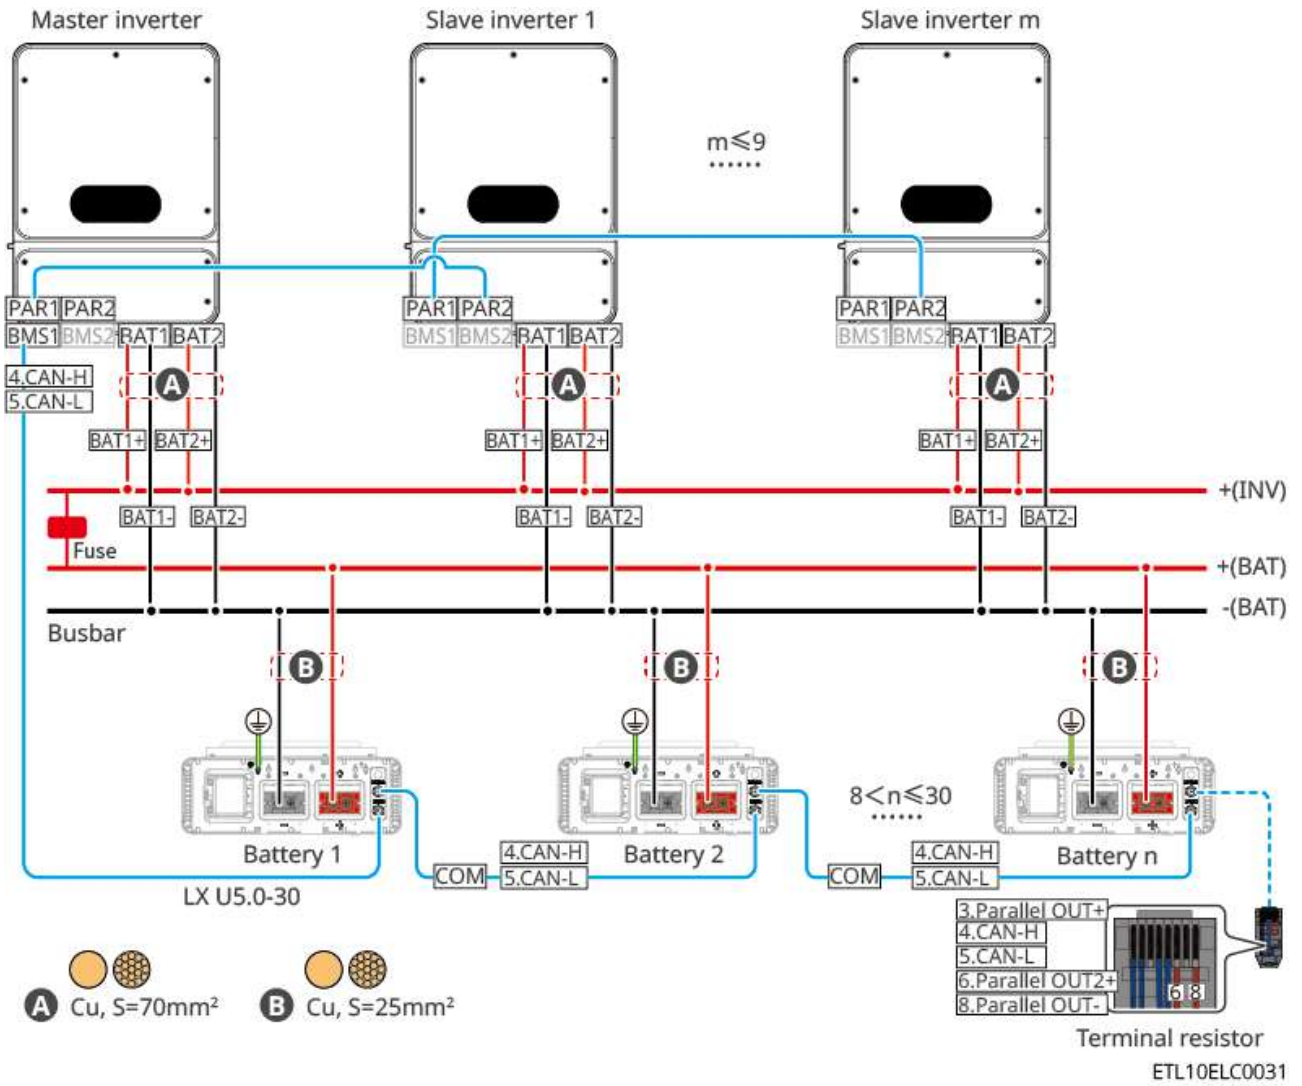 Master inverter
Slave inverter 1
Slave inverter m
m≤9
......
PAR1 PAR2
PAR1 PAR2
PAR1 PAR2
BMS1 BMS2 BAT1 BAT2
BMS1 BMS2 BAT1 BAT2
BMS1 BMS2 BAT1 BAT2
4.CAN-H
5.CAN-L
A
A
A
BAT1+ BAT2+
BAT1+ BAT2+
BAT1+ BAT2+
+(INV)
BAT1- BAT2-
BAT1- BAT2-
BAT1- BAT2-
Fuse
+(BAT)
-(BAT)
Busbar
B
B
B
8<n≤30
......
Battery 1
Battery 2
Battery n
4.CAN-H
COM 5.CAN-L
4.CAN-H
COM 5.CAN-L
LX U5.0-30
3.Parallel OUT+
4.CAN-H
5.CAN-L
6.Parallel OUT2+
8.Parallel OUT-
6 8
A Cu, S=70mm²
B Cu, S=25mm²
Terminal resistor
ETL10ELC0031